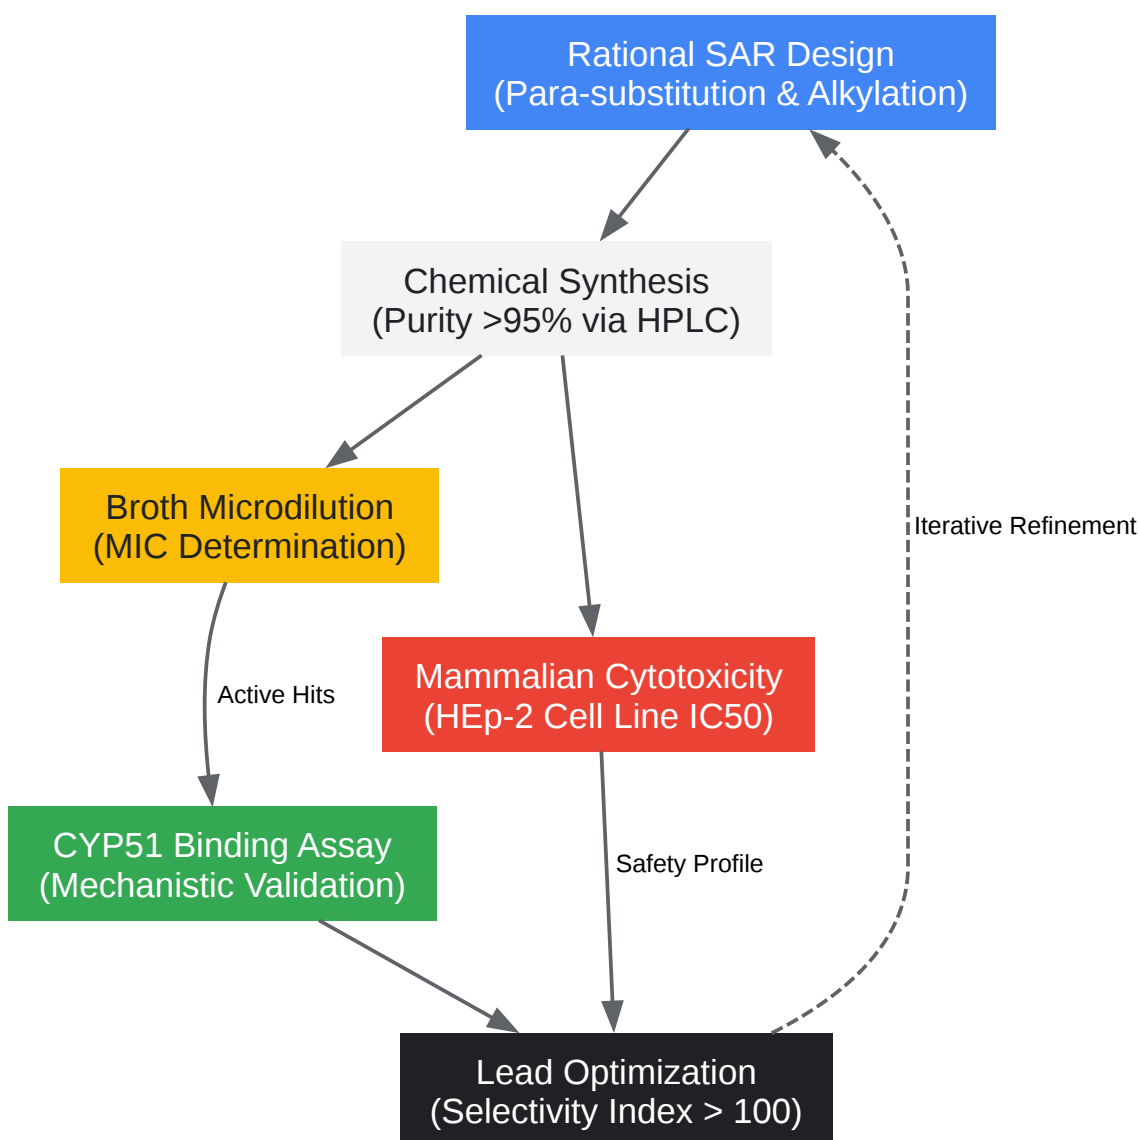 Rational SAR Design
(Para-substitution & Alkylation)
Chemical Synthesis
(Purity >95% via HPLC)
Broth Microdilution
(MIC Determination)
Iterative Refinement
Mammalian Cytotoxicity
(HEp-2 Cell Line IC50)
Active Hits
CYP51 Binding Assay
(Mechanistic Validation)
Safety Profile
Lead Optimization
(Selectivity Index > 100)